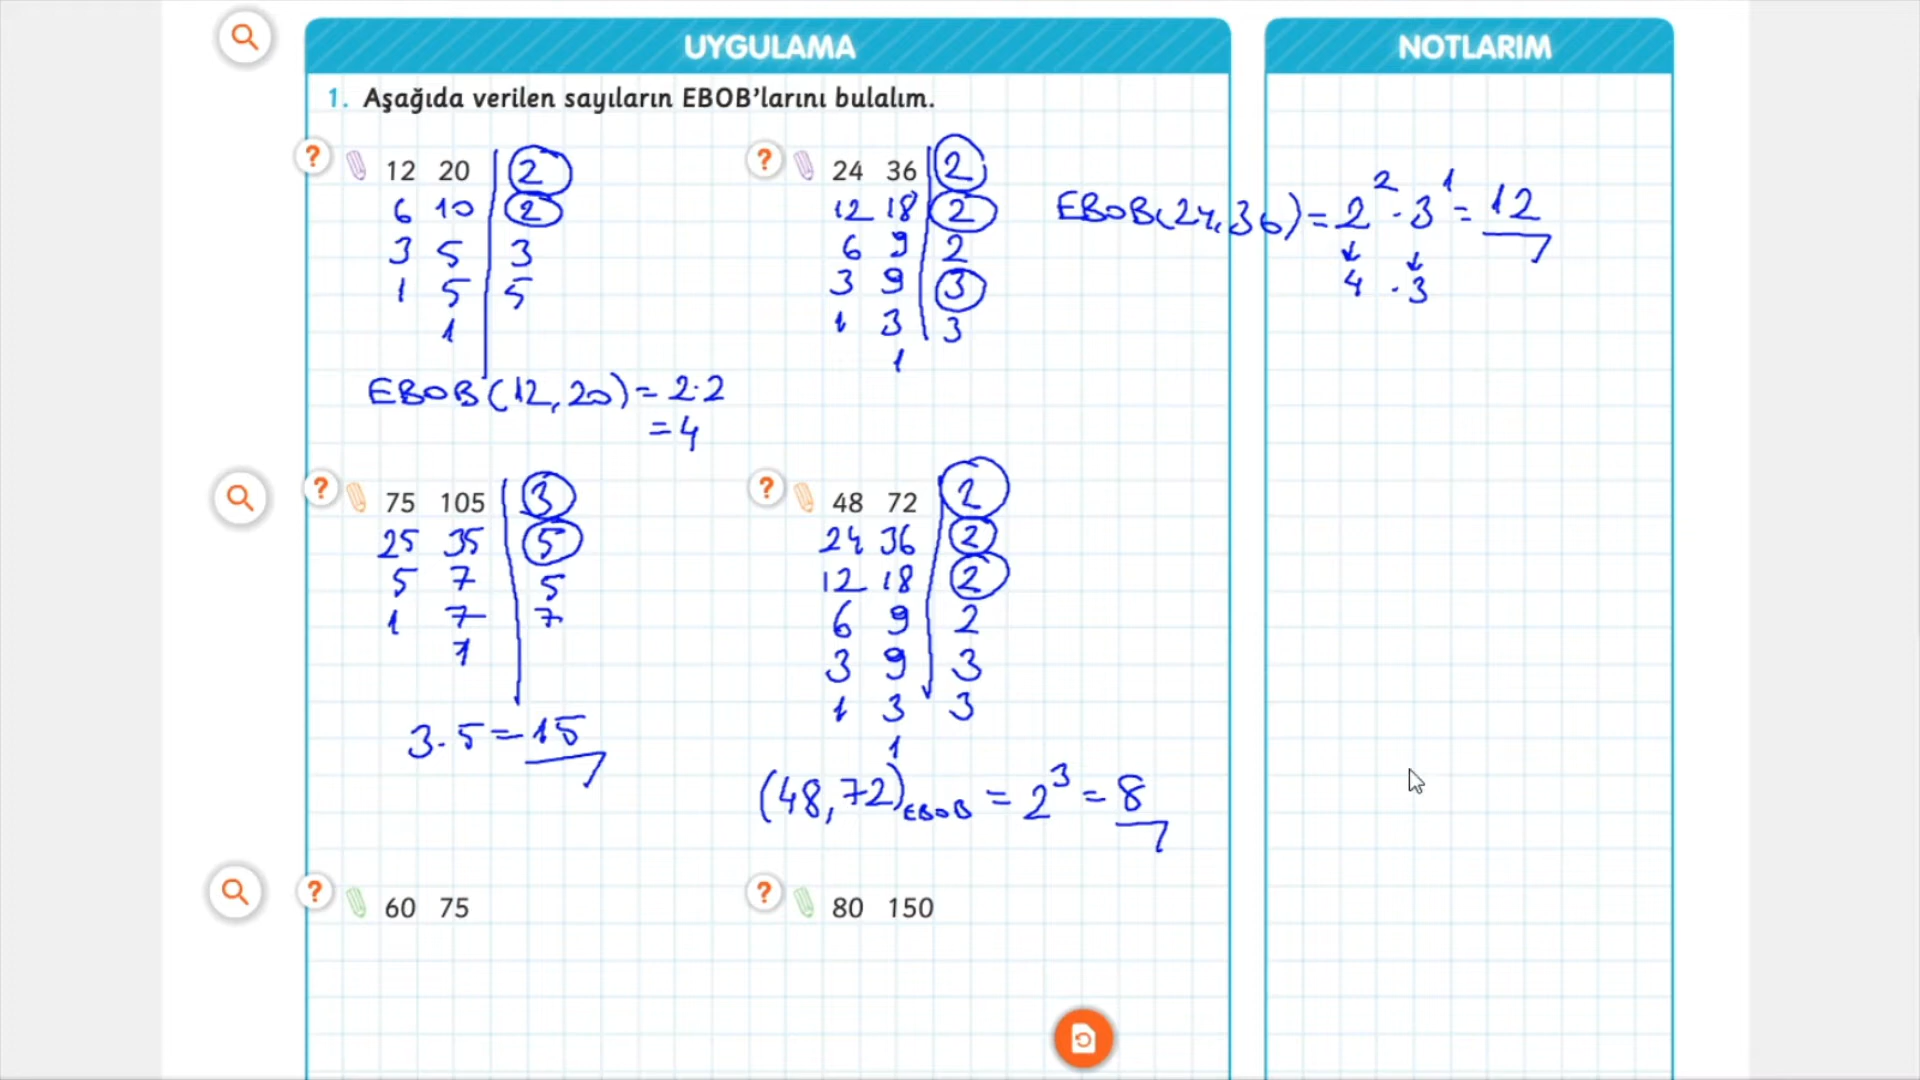 UYGULAMA
1. Aşağıda verilen sayıların EBOB'larını bulalım.
? 12 20 2
6 10 2
3 5 3
1 5 5
1
EBOB(12,20)=2·2
=4
? 24 36 2
12 18 2
6 9 2
3 9 3
1 3 3
1
EBOB(24,36)=2²·3¹=12
4 · 3
? 75 105 3
25 35 5
5 7 5
1 7 7
1
3·5=15
? 48 72 2
24 36 2
12 18 2
6 9 2
3 9 3
1 3 3
1
(48,72)EBOB = 2³ = 8
? 60 75
? 80 150
NOTLARIM